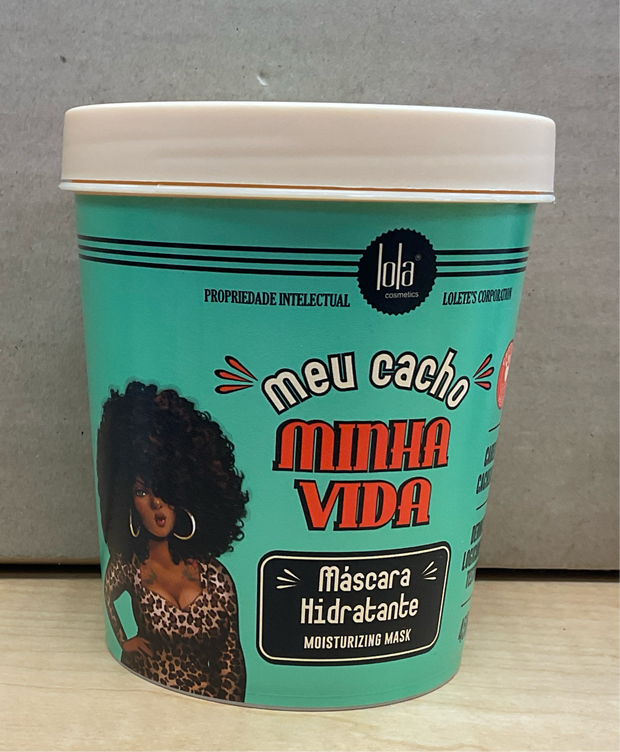 lola®
cosmetics
PROPRIEDADE INTELECTUAL
LOLETE'S CORPORATION
meu cacho
MINHA
VIDA
Máscara
Hidratante
MOISTURIZING MASK